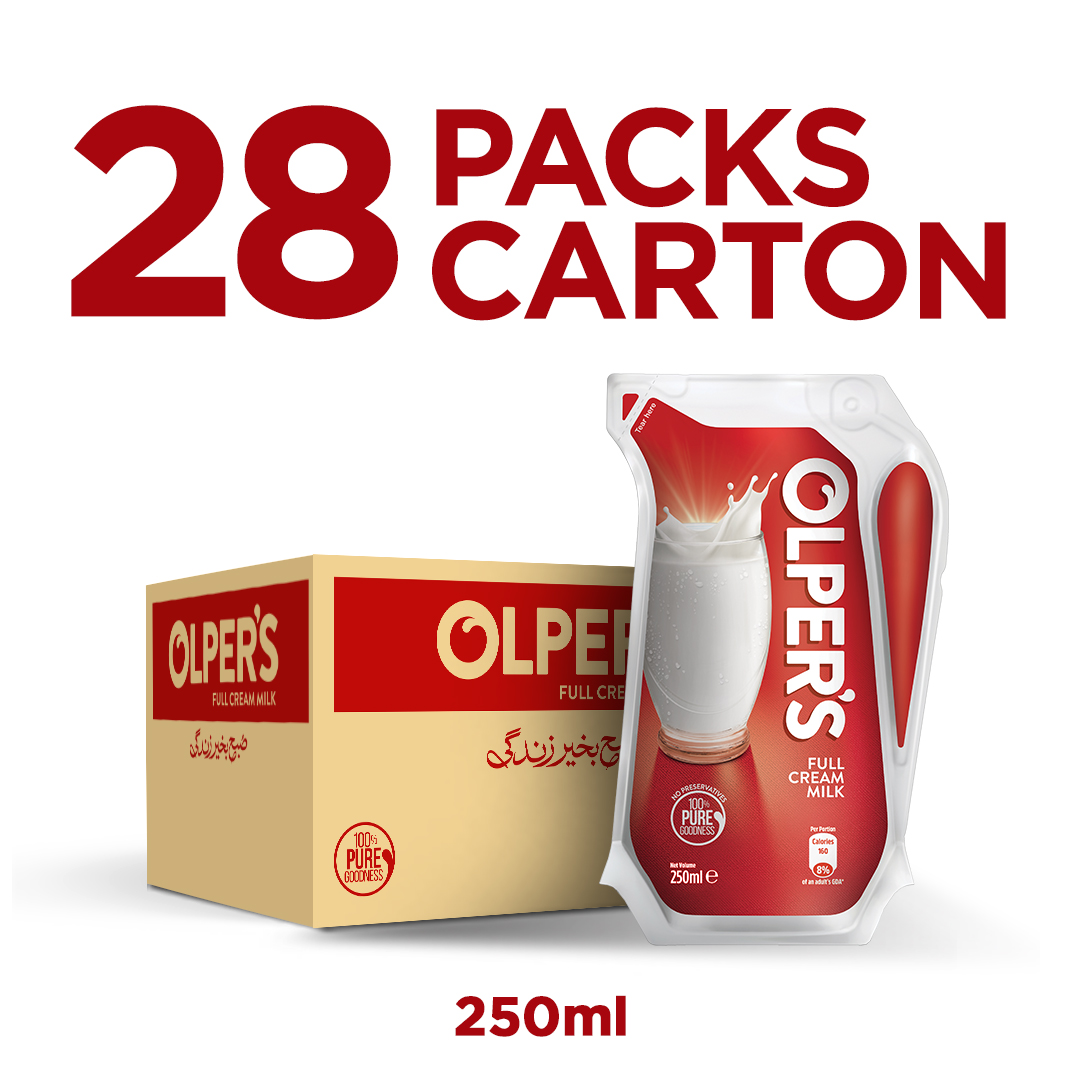 28 PACKS
CARTON
OLPER'S
FULL CREAM MILK
صبح بخیر زندگی
OLPER
FULL CRE
صبح بخیر زندگی
100%
PURE
GOODNESS
Tear here
OLPER'S
FULL
CREAM
MILK
NO PRESERVATIVES
100%
PURE
GOODNESS
Per Portion
Calories
160
8%
of an adult's GDA*
Net Volume
250ml e
250ml